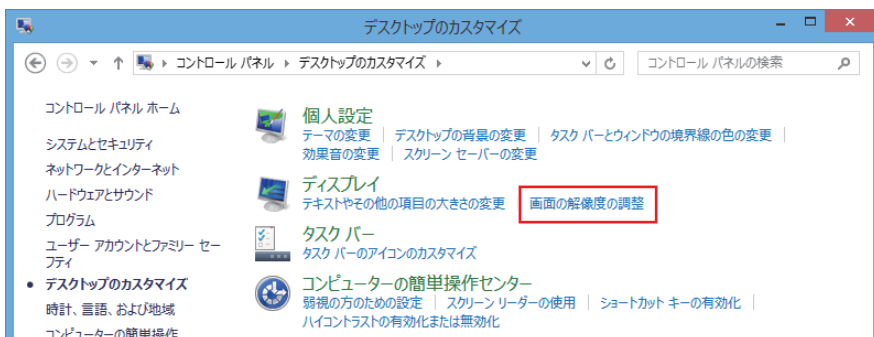 デスクトップのカスタマイズ
コントロール パネル デスクトップのカスタマイズ
コントロール パネルの検索
コントロール パネル ホーム
システムとセキュリティ
ネットワークとインターネット
ハードウェアとサウンド
プログラム
ユーザー アカウントとファミリー セー
フティ
デスクトップのカスタマイズ
時計、言語、および地域
コンピューターの簡単操作
個人設定
テーマの変更 デスクトップの背景の変更 タスク バーとウィンドウの境界線の色の変更
効果音の変更 スクリーン セーバーの変更
ディスプレイ
テキストやその他の項目の大きさの変更 画面の解像度の調整
タスク バー
タスク バーのアイコンのカスタマイズ
コンピューターの簡単操作センター
弱視の方のための設定 スクリーン リーダーの使用 ショートカット キーの有効化
ハイコントラストの有効化または無効化